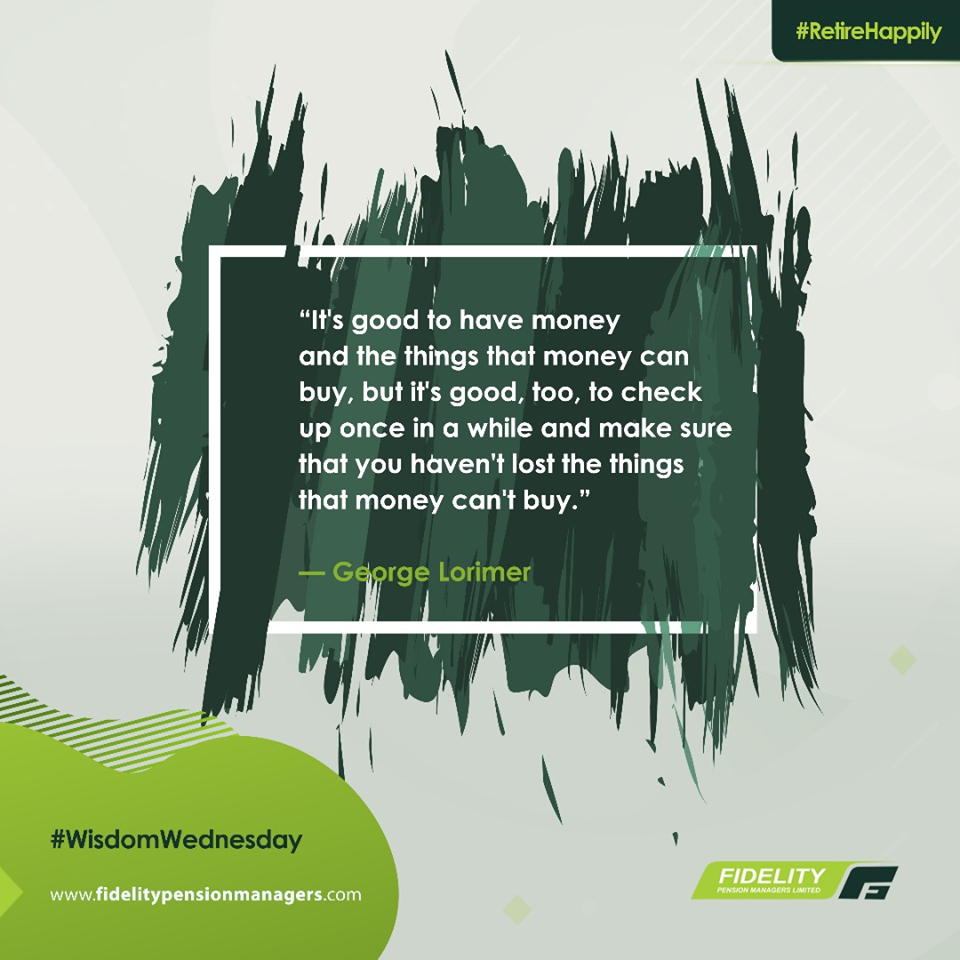 #RetireHappily
“It's good to have money
and the things that money can
buy, but it's good, too, to check
up once in a while and make sure
that you haven't lost the things
that money can't buy.”
— George Lorimer
#WisdomWednesday
www.fidelitypensionmanagers.com
FIDELITY
PENSION MANAGERS LIMITED